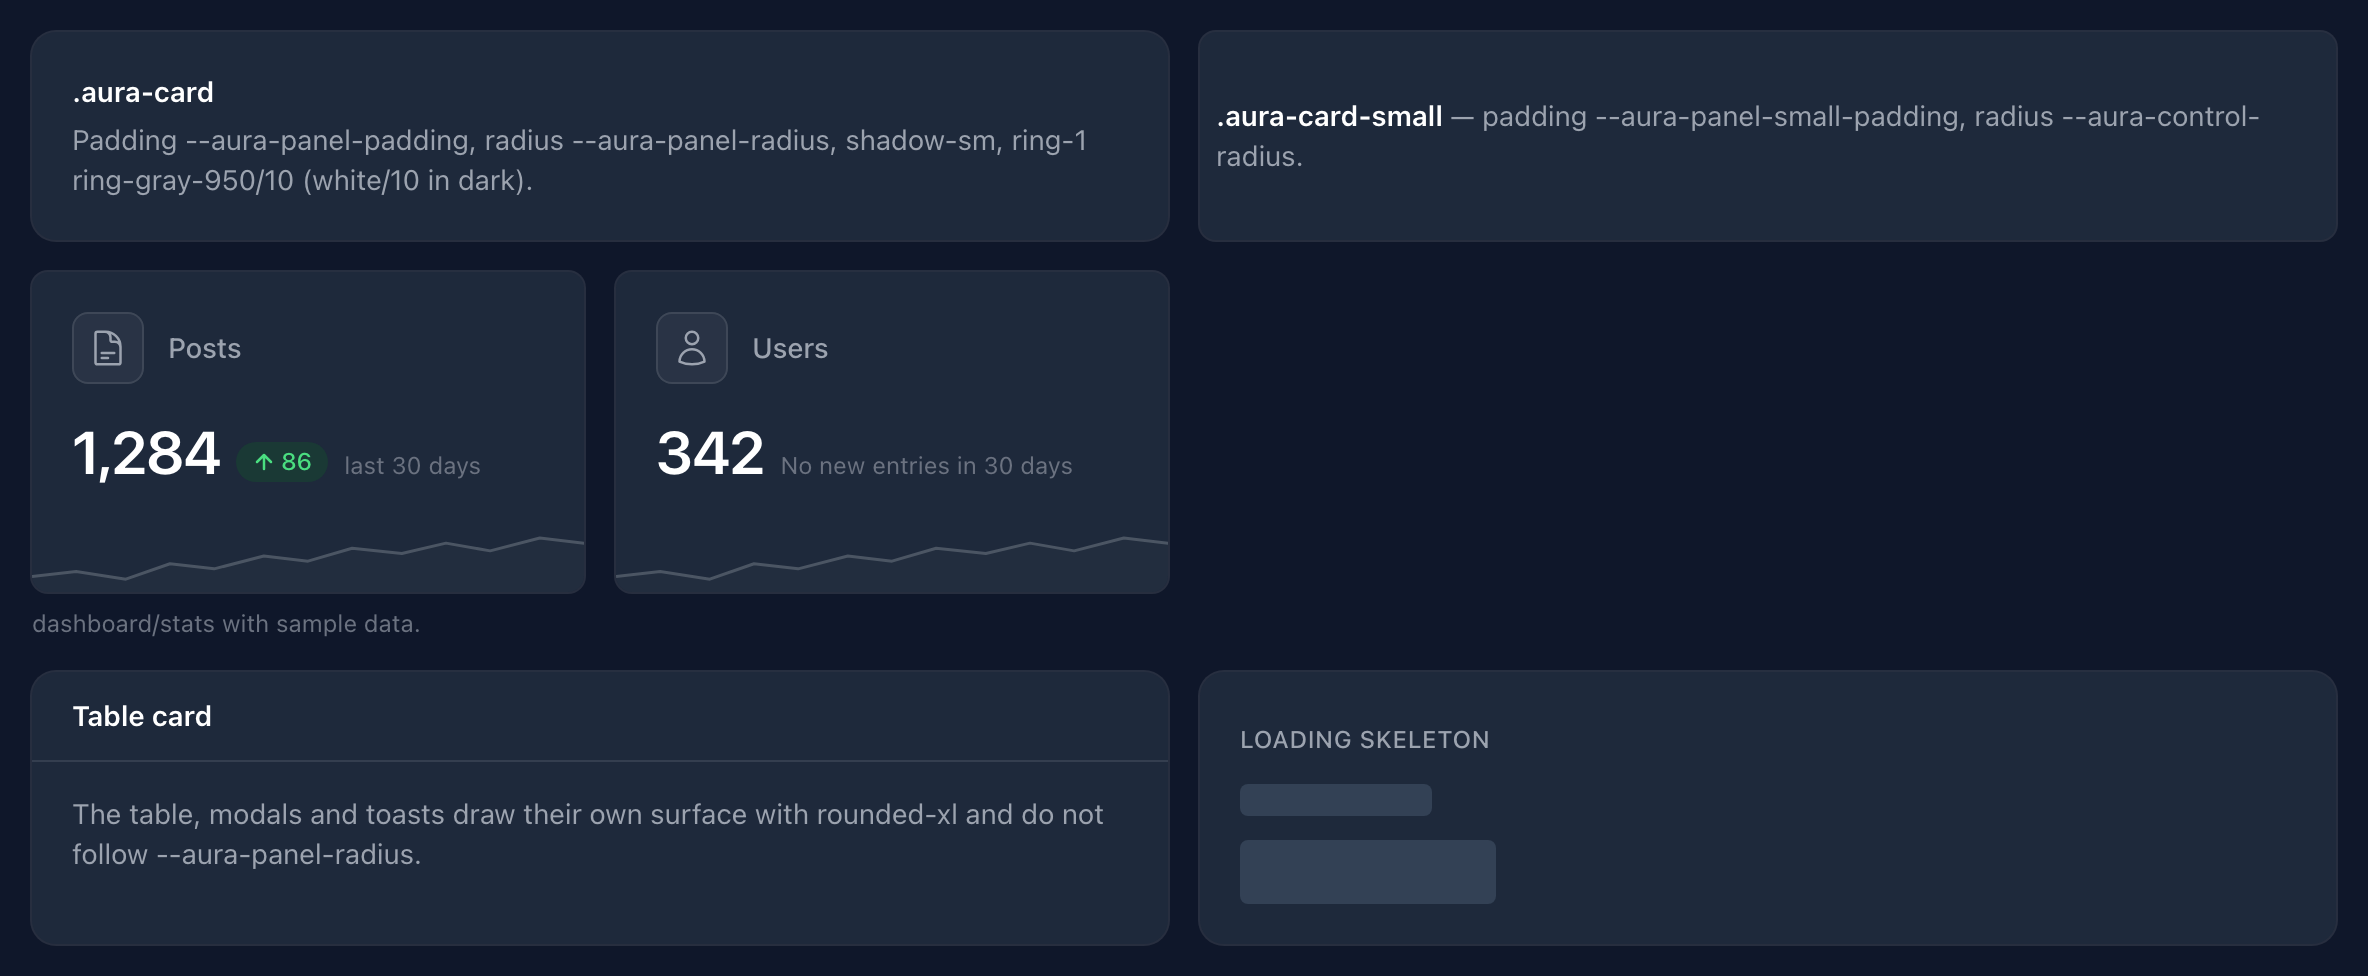 .aura-card
Padding --aura-panel-padding, radius --aura-panel-radius, shadow-sm, ring-1
ring-gray-950/10 (white/10 in dark).
.aura-card-small — padding --aura-panel-small-padding, radius --aura-control-
radius.
Posts
1,284 ↑ 86 last 30 days
Users
342 No new entries in 30 days
dashboard/stats with sample data.
Table card
The table, modals and toasts draw their own surface with rounded-xl and do not
follow --aura-panel-radius.
LOADING SKELETON